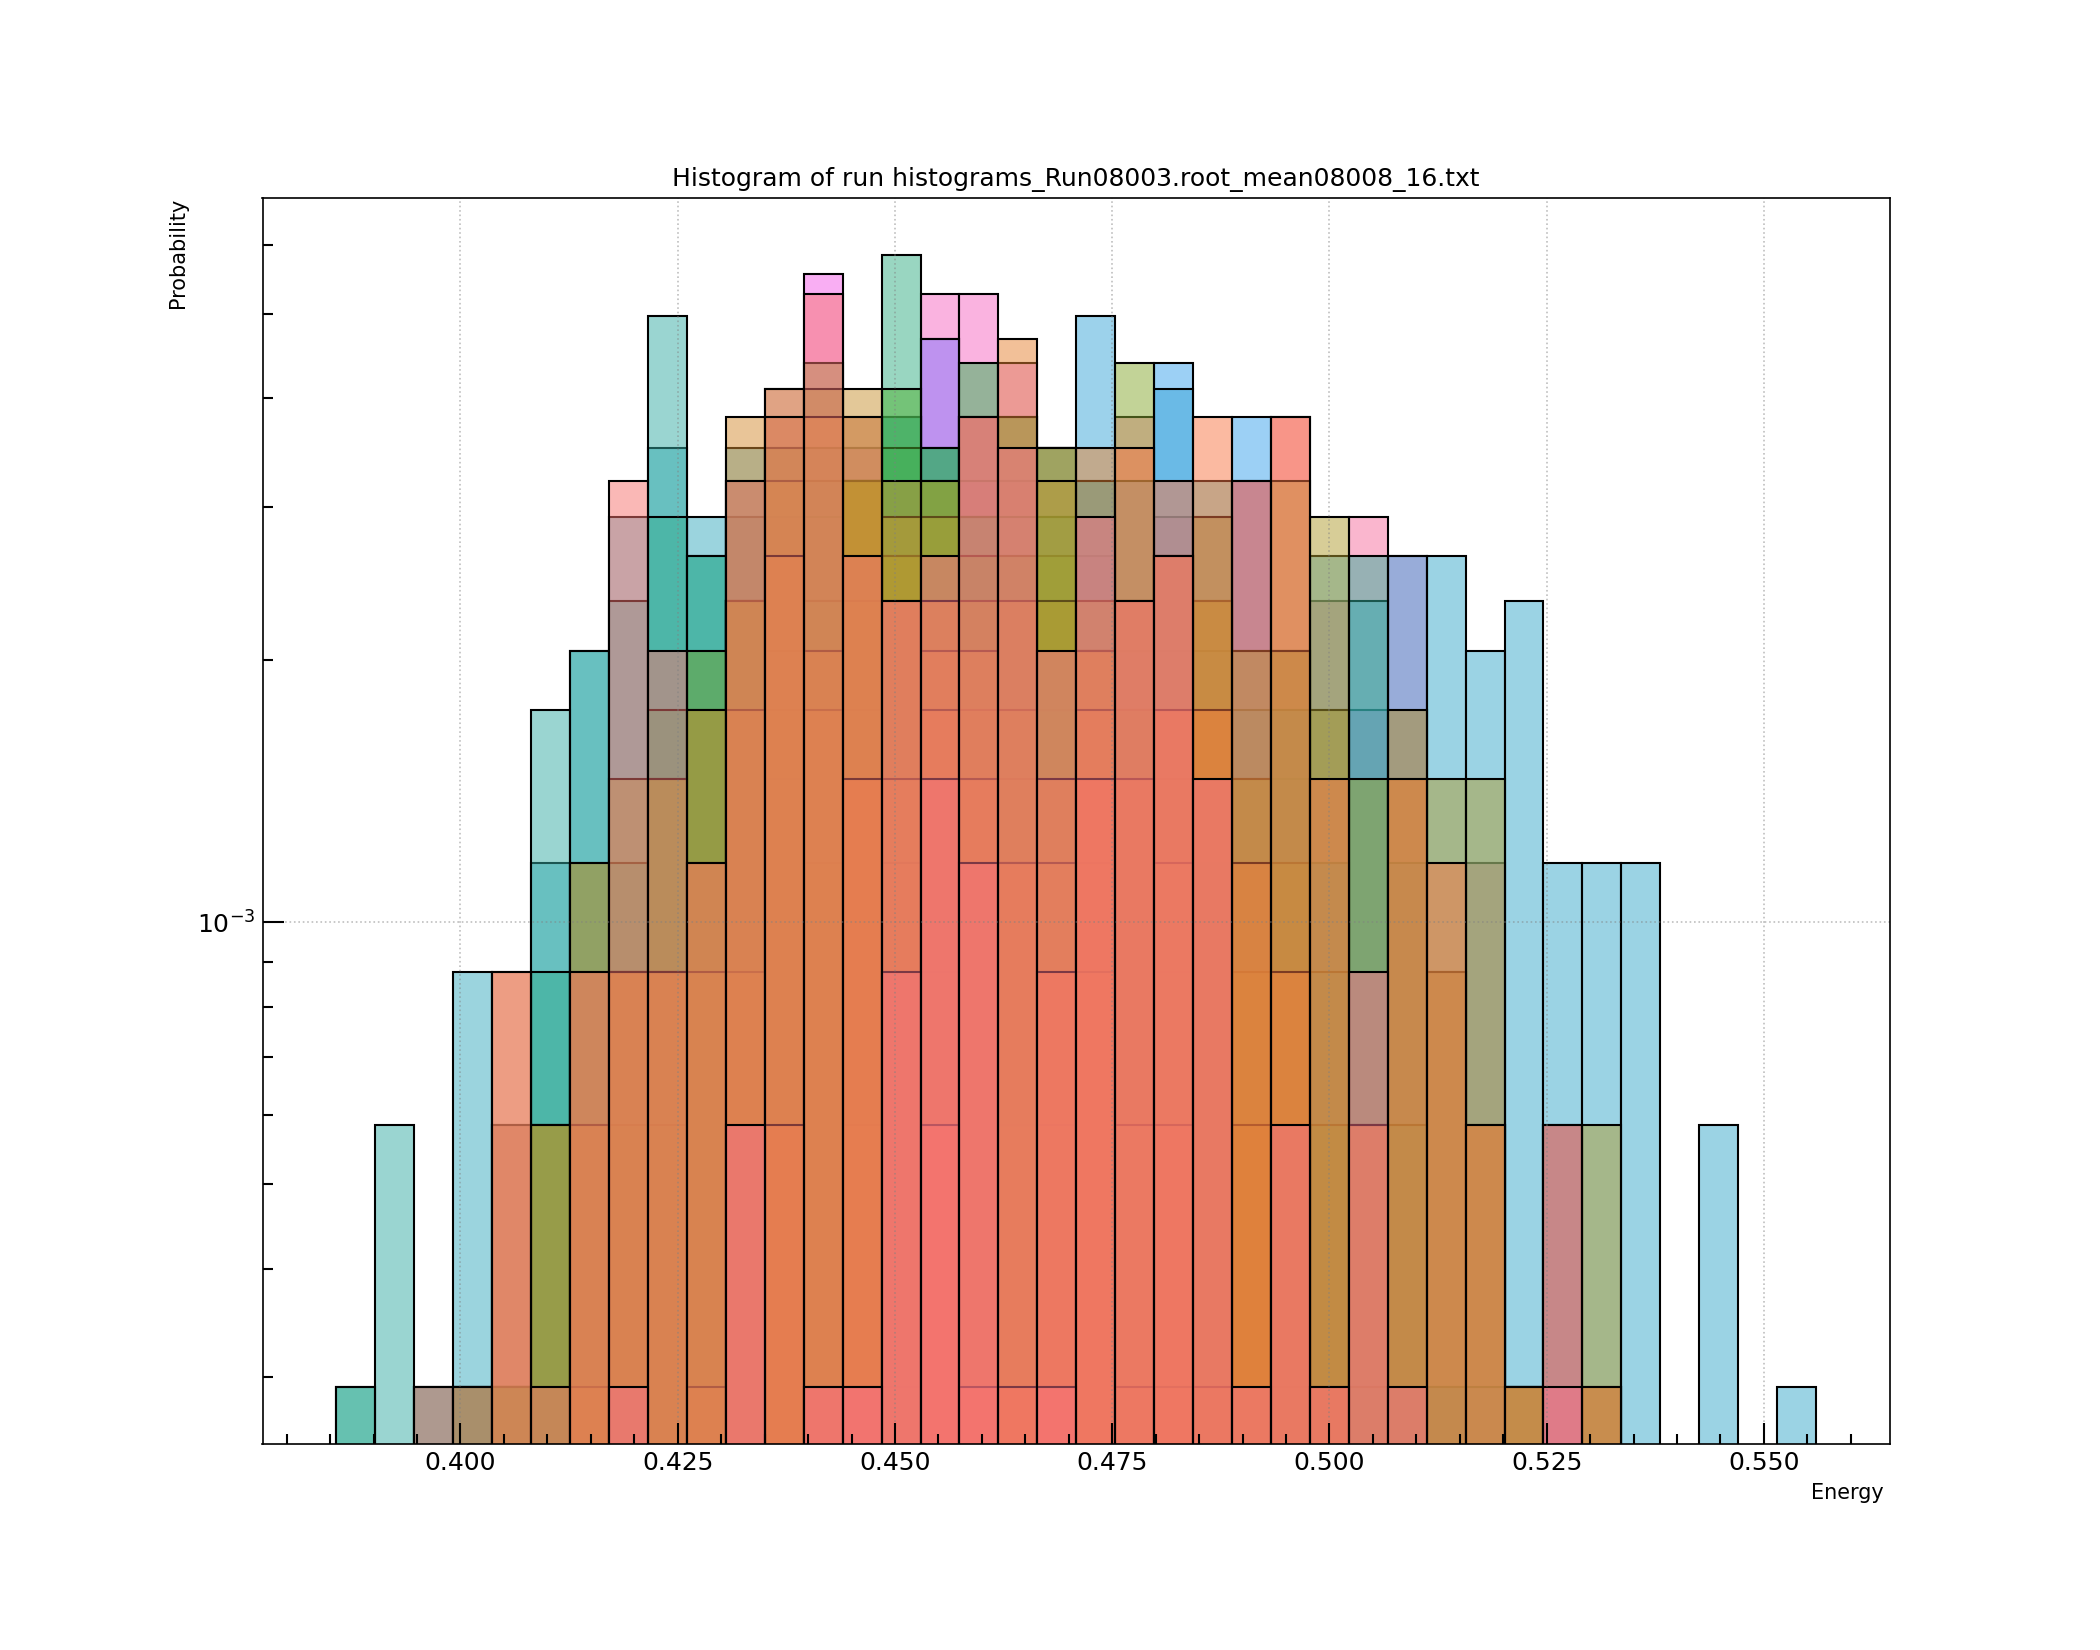 Histogram of run histograms_Run08003.root_mean08008_16.txt
Probability
10⁻³
0.400 0.425 0.450 0.475 0.500 0.525 0.550
Energy